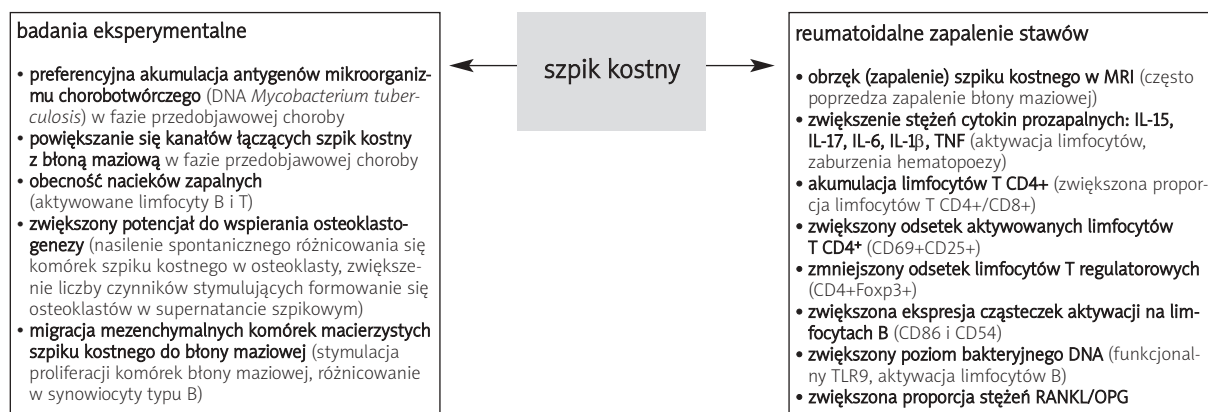 badania eksperymentalne
• preferencyjna akumulacja antygenów mikroorganiz-
mu chorobotwórczego (DNA Mycobacterium tuber-
culosis) w fazie przedobjawowej choroby
• powiększanie się kanałów łączących szpik kostny
z błoną maziową w fazie przedobjawowej choroby
• obecność nacieków zapalnych
(aktywowane limfocyty B i T)
• zwiększony potencjał do wspierania osteoklasto-
genezy (nasilenie spontanicznego różnicowania się
komórek szpiku kostnego w osteoklasty, zwiększe-
nie liczby czynników stymulujących formowanie się
osteoklastów w supernatancie szpikowym)
• migracja mezenchymalnych komórek macierzystych
szpiku kostnego do błony maziowej (stymulacja
proliferacji komórek błony maziowej, różnicowanie
w synowiocyty typu B)
szpik kostny
reumatoidalne zapalenie stawów
• obrzęk (zapalenie) szpiku kostnego w MRI (często
poprzedza zapalenie błony maziowej)
• zwiększenie stężeń cytokin prozapalnych: IL-15,
IL-17, IL-6, IL-1β, TNF (aktywacja limfocytów,
zaburzenia hematopoezy)
• akumulacja limfocytów T CD4+ (zwiększona propor-
cja limfocytów T CD4+/CD8+)
• zwiększony odsetek aktywowanych limfocytów
T CD4+ (CD69+CD25+)
• zmniejszony odsetek limfocytów T regulatorowych
(CD4+Foxp3+)
• zwiększona ekspresja cząsteczek aktywacji na lim-
focytach B (CD86 i CD54)
• zwiększony poziom bakteryjnego DNA (funkcjonal-
ny TLR9, aktywacja limfocytów B)
• zwiększona proporcja stężeń RANKL/OPG